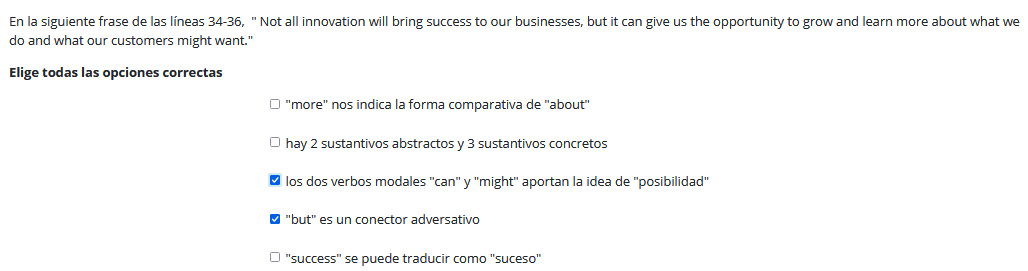 En la siguiente frase de las líneas 34-36, " Not all innovation will bring success to our businesses, but it can give us the opportunity to grow and learn more about what we
do and what our customers might want."
Elige todas las opciones correctas
"more" nos indica la forma comparativa de "about"
hay 2 sustantivos abstractos y 3 sustantivos concretos
los dos verbos modales "can" y "might" aportan la idea de "posibilidad"
"but" es un conector adversativo
"success" se puede traducir como "suceso"